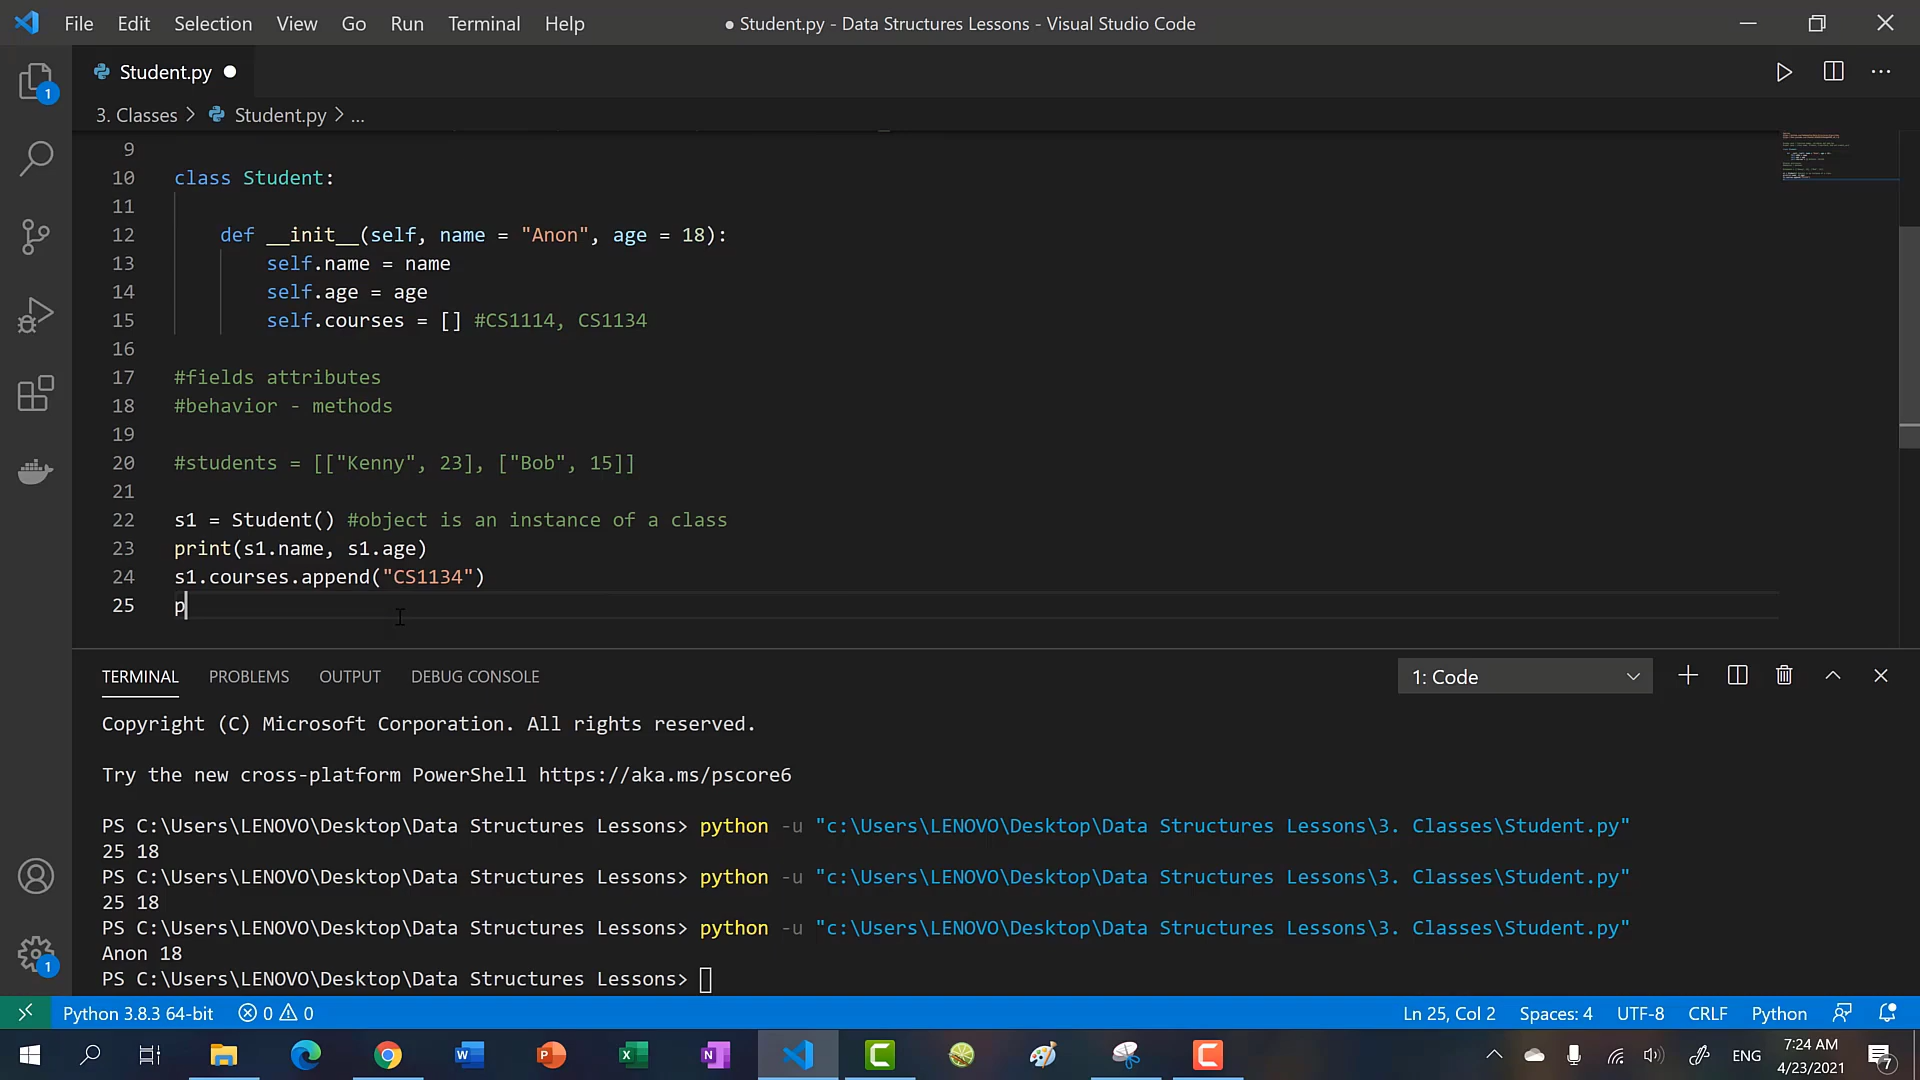 File Edit Selection View Go Run Terminal Help
● Student.py - Data Structures Lessons - Visual Studio Code
Student.py
3. Classes > Student.py > ...
9
10 class Student:
11
12 def __init__(self, name = "Anon", age = 18):
13 self.name = name
14 self.age = age
15 self.courses = [] #CS1114, CS1134
16
17 #fields attributes
18 #behavior - methods
19
20 #students = [["Kenny", 23], ["Bob", 15]]
21
22 s1 = Student() #object is an instance of a class
23 print(s1.name, s1.age)
24 s1.courses.append("CS1134")
25 p
1
TERMINAL PROBLEMS OUTPUT DEBUG CONSOLE 1: Code
Copyright (C) Microsoft Corporation. All rights reserved.
Try the new cross-platform PowerShell https://aka.ms/pscore6
PS C:\Users\LENOVO\Desktop\Data Structures Lessons> python -u "c:\Users\LENOVO\Desktop\Data Structures Lessons\3. Classes\Student.py"
25 18
PS C:\Users\LENOVO\Desktop\Data Structures Lessons> python -u "c:\Users\LENOVO\Desktop\Data Structures Lessons\3. Classes\Student.py"
25 18
PS C:\Users\LENOVO\Desktop\Data Structures Lessons> python -u "c:\Users\LENOVO\Desktop\Data Structures Lessons\3. Classes\Student.py"
Anon 18
PS C:\Users\LENOVO\Desktop\Data Structures Lessons>
1
Python 3.8.3 64-bit 0 0 Ln 25, Col 2 Spaces: 4 UTF-8 CRLF Python
ENG 7:24 AM
4/23/2021 7